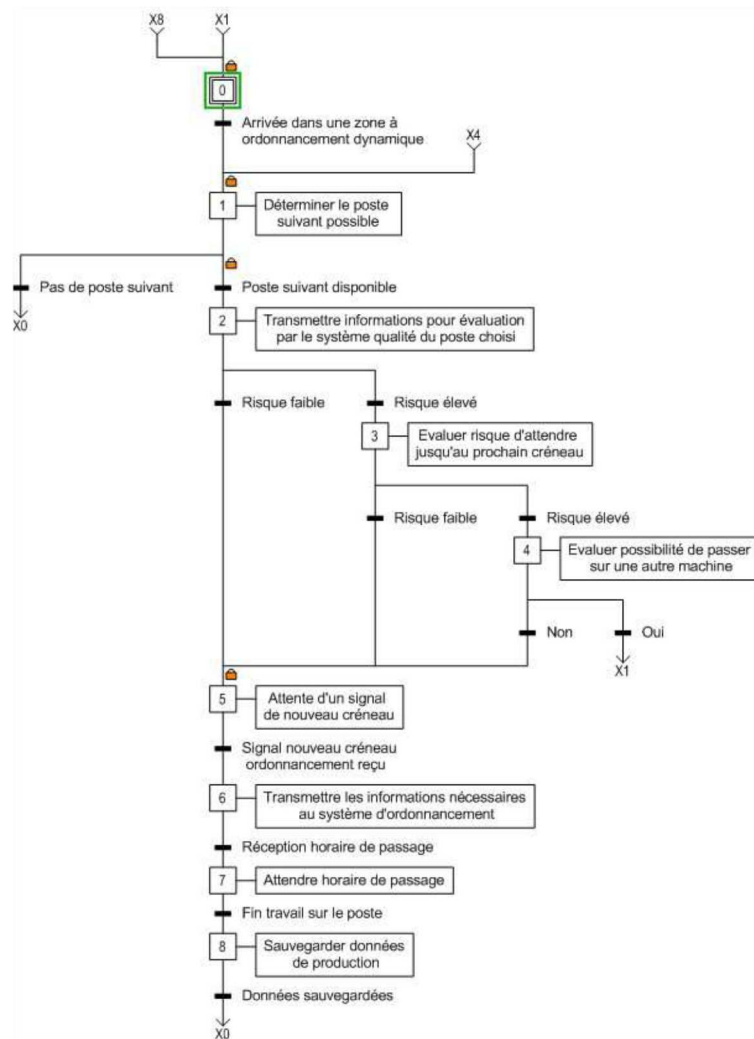 X8
X1
0
Arrivée dans une zone à
ordonnancement dynamique
X4
1
Déterminer le poste
suivant possible
Pas de poste suivant
Poste suivant disponible
X0
2
Transmettre informations pour évaluation
par le système qualité du poste choisi
Risque faible
Risque élevé
3
Evaluer risque d'attendre
jusqu'au prochain créneau
Risque faible
Risque élevé
4
Evaluer possibilité de passer
sur une autre machine
Non
Oui
X1
5
Attente d'un signal
de nouveau créneau
Signal nouveau créneau
ordonnancement reçu
6
Transmettre les informations nécessaires
au système d'ordonnancement
Réception horaire de passage
7
Attendre horaire de passage
Fin travail sur le poste
8
Sauvegarder données
de production
Données sauvegardées
X0